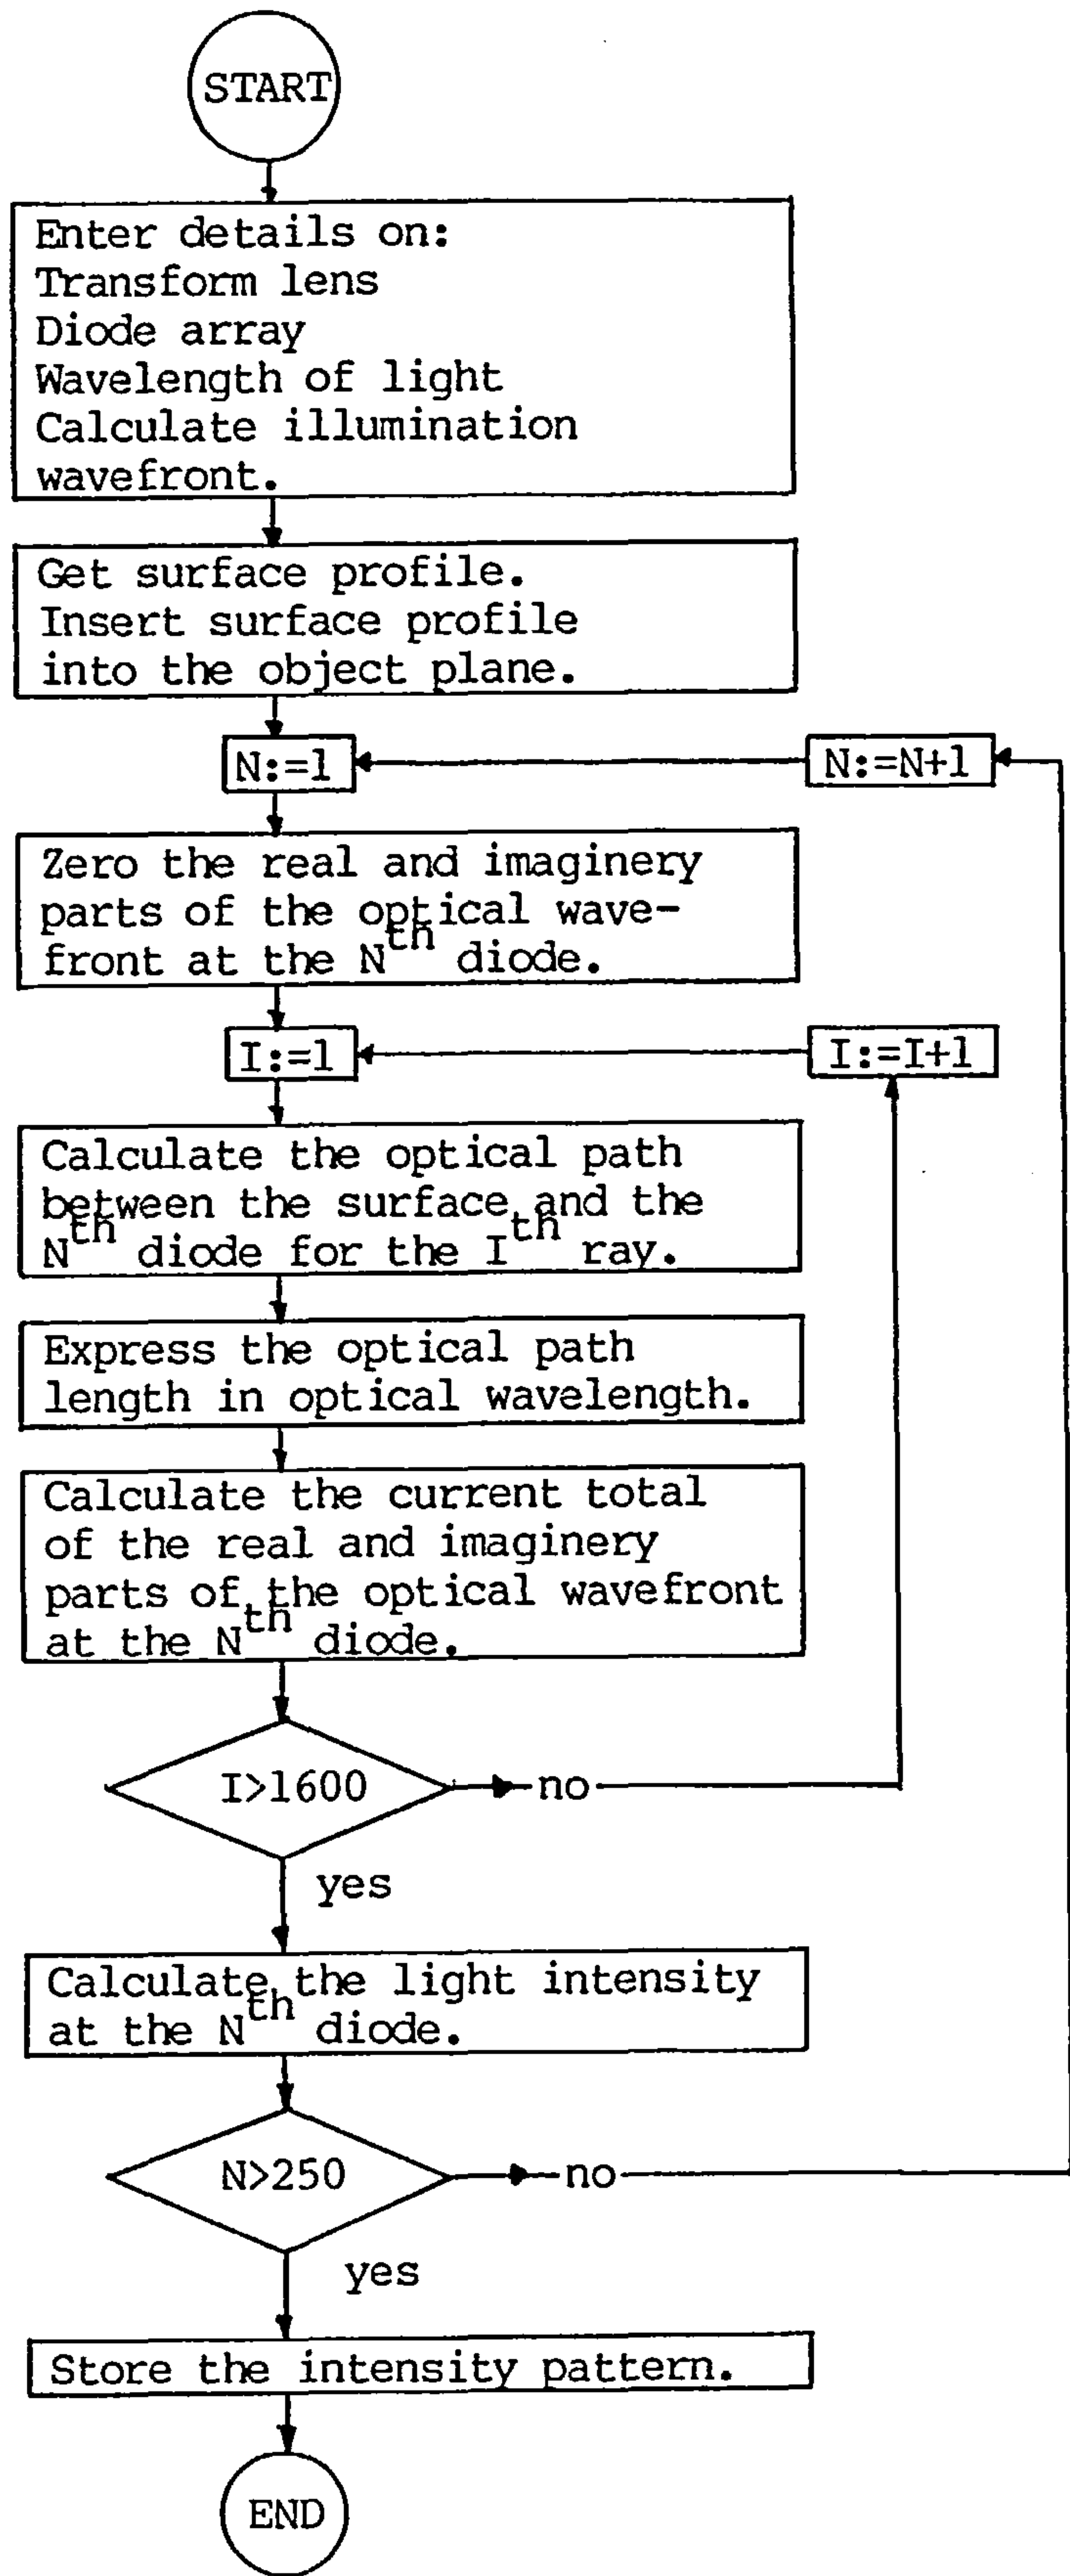 START
Enter details on:
Transform lens
Diode array
Wavelength of light
Calculate illumination
wavefront.
Get surface profile.
Insert surface profile
into the object plane.
N:=1
N:=N+1
Zero the real and imaginery
parts of the optical wave-
front at the Nth diode.
I:=1
I:=I+1
Calculate the optical path
between the surface and the
Nth diode for the Ith ray.
Express the optical path
length in optical wavelength.
Calculate the current total
of the real and imaginery
parts of the optical wavefront
at the Nth diode.
I>1600
no
yes
Calculate the light intensity
at the Nth diode.
N>250
no
yes
Store the intensity pattern.
END